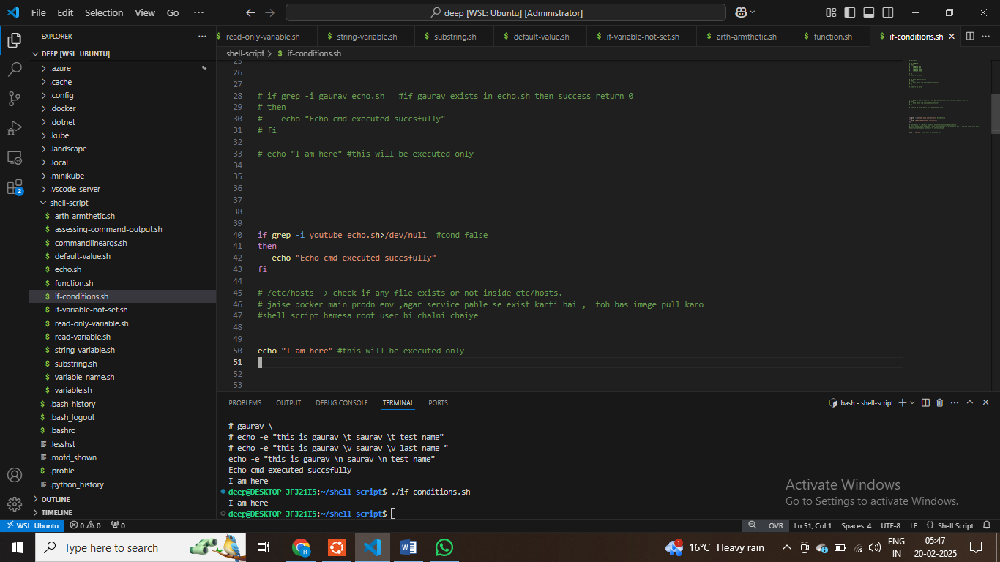 File Edit Selection View Go ···
deep [WSL: Ubuntu] [Administrator]
EXPLORER ···
DEEP [WSL: UBUNTU]
.azure
.cache
.config
.docker
.dotnet
.kube
.landscape
.local
.minikube
.vscode-server
shell-script
$ arth-armthetic.sh
$ assessing-command-output.sh
$ commandlineargs.sh
$ default-value.sh
$ echo.sh
$ function.sh
$ if-conditions.sh
$ if-variable-not-set.sh
$ read-only-variable.sh
$ read-variable.sh
$ string-variable.sh
$ substring.sh
$ variable_name.sh
$ variable.sh
$ .bash_history
$ .bash_logout
$ .bashrc
.lesshst
.motd_shown
$ .profile
.python_history
OUTLINE
TIMELINE
2
$ read-only-variable.sh $ string-variable.sh $ substring.sh $ default-value.sh $ if-variable-not-set.sh $ arth-armthetic.sh $ function.sh $ if-conditions.sh
shell-script > $ if-conditions.sh
25
26
27
28 # if grep -i gaurav echo.sh #if gaurav exists in echo.sh then success return 0
29 # then
30 # echo "Echo cmd executed succsfully"
31 # fi
32
33 # echo "I am here" #this will be executed only
34
35
36
37
38
39
40 if grep -i youtube echo.sh>/dev/null #cond false
41 then
42 echo "Echo cmd executed succsfully"
43 fi
44
45 # /etc/hosts -> check if any file exists or not inside etc/hosts.
46 # jaise docker main prodn env ,agar service pahle se exist karti hai , toh bas image pull karo
47 #shell script hamesa root user hi chalni chaiye
48
49
50 echo "I am here" #this will be executed only
51
52
53
PROBLEMS OUTPUT DEBUG CONSOLE TERMINAL PORTS
bash - shell-script
# gaurav \
# echo -e "this is gaurav \t saurav \t test name"
# echo -e "this is gaurav \v saurav \v last name "
echo -e "this is gaurav \n saurav \n test name"
Echo cmd executed succsfully
I am here
deep@DESKTOP-JFJ21I5:~/shell-script$ ./if-conditions.sh
I am here
deep@DESKTOP-JFJ21I5:~/shell-script$
Activate Windows
Go to Settings to activate Windows.
WSL: Ubuntu 0 0 0 OVR Ln 51, Col 1 Spaces: 4 UTF-8 LF {} Shell Script
Type here to search
1 16°C Heavy rain
ENG
IN
05:47
20-02-2025